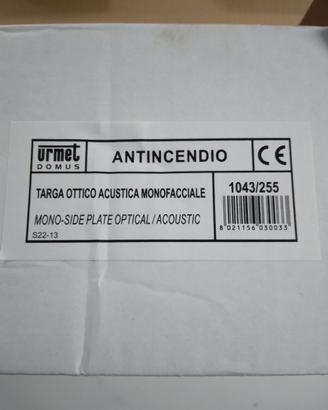 urmet
DOMUS
ANTINCENDIO
CE
TARGA OTTICO ACUSTICA MONOFACCIALE
MONO-SIDE PLATE OPTICAL / ACOUSTIC
S22-13
1043/255
8 021156 030033